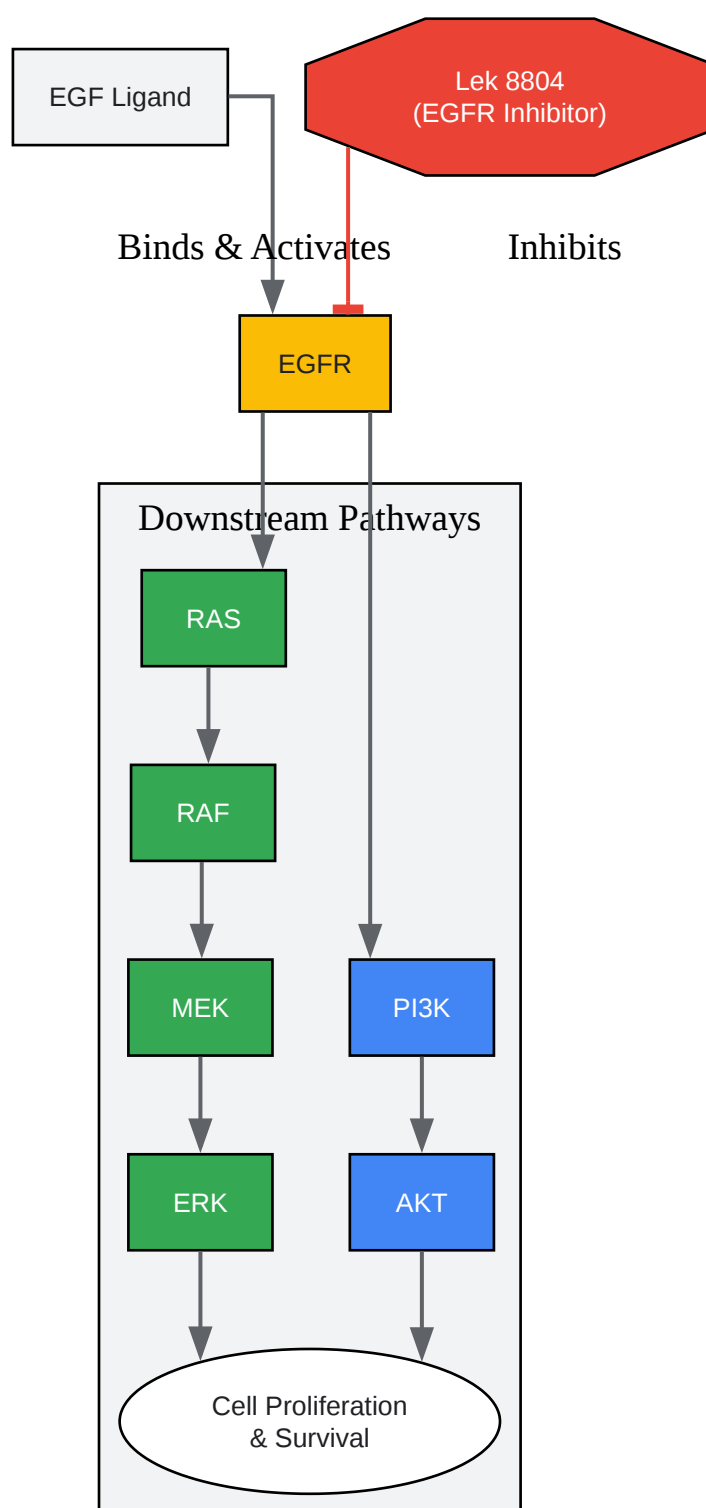 EGF Ligand
Lek 8804
(EGFR Inhibitor)
Binds & Activates
Inhibits
EGFR
Downstream Pathways
RAS
RAF
MEK
PI3K
ERK
AKT
Cell Proliferation
& Survival